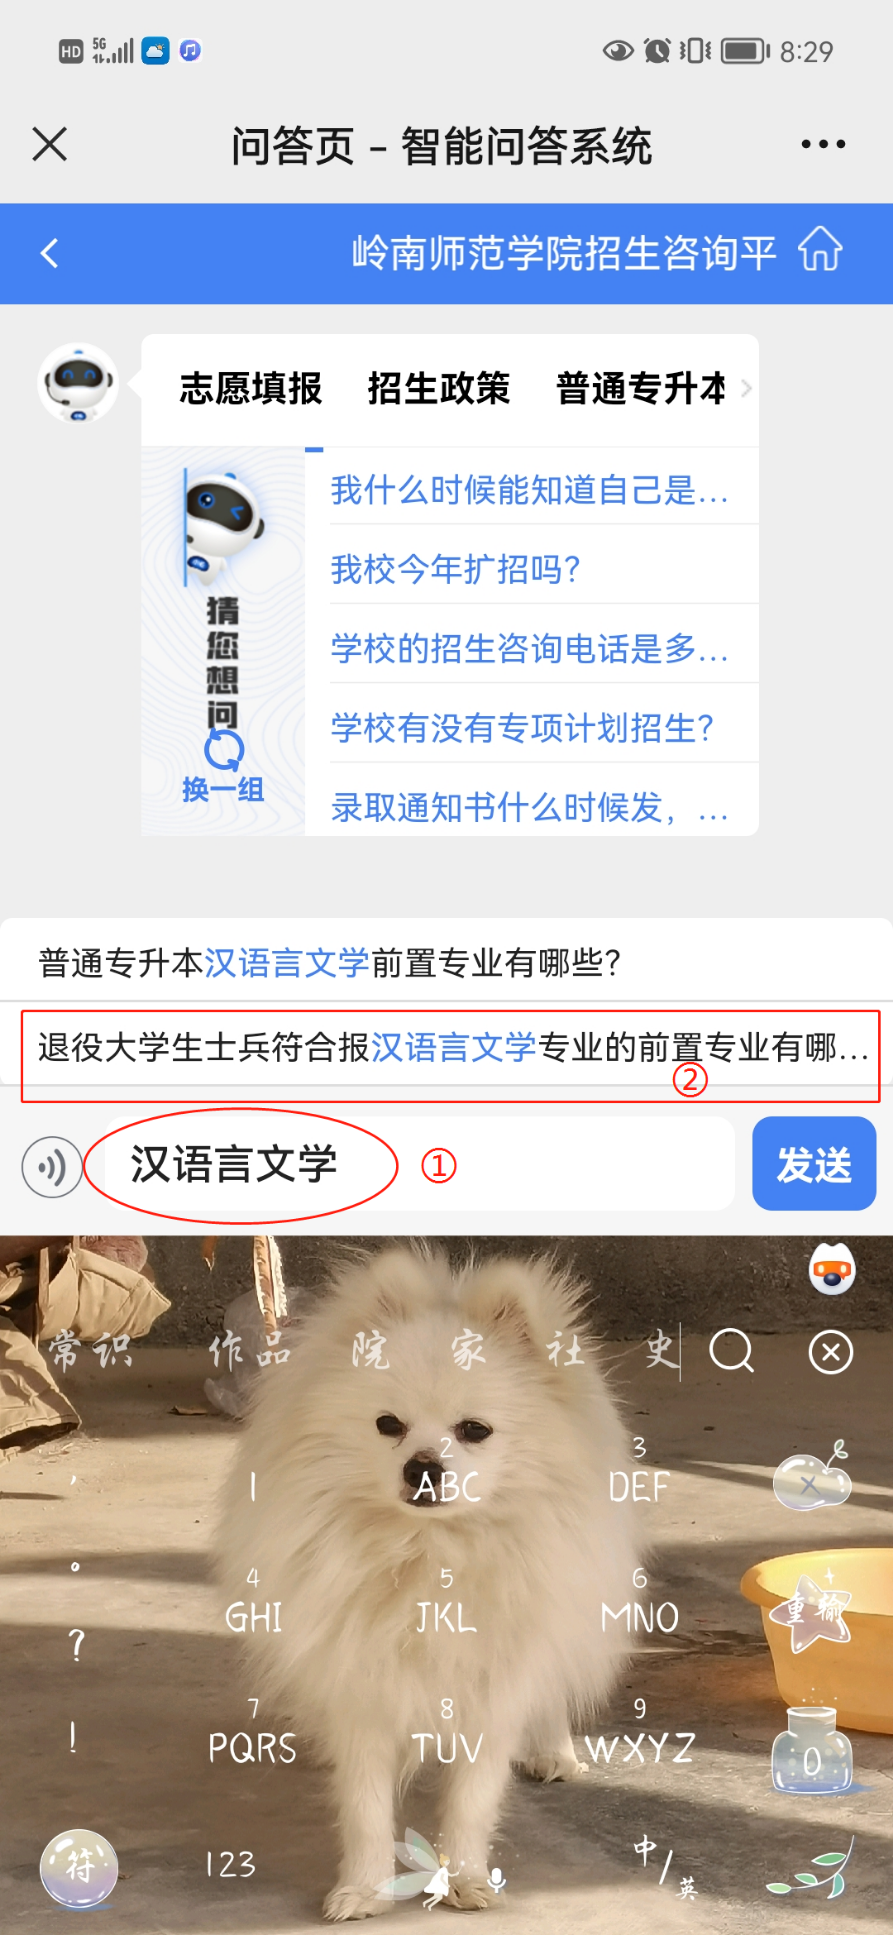 HD 5G 8:29
问答页 - 智能问答系统
岭南师范学院招生咨询平
志愿填报 招生政策 普通专升本
我什么时候能知道自己是...
我校今年扩招吗?
学校的招生咨询电话是多...
学校有没有专项计划招生?
录取通知书什么时候发，...
猜您想问
换一组
普通专升本汉语言文学前置专业有哪些?
退役大学生士兵符合报汉语言文学专业的前置专业有哪...
②
汉语言文学 ① 发送
常识 作品 院 家 社 史
, 1 2 ABC 3 DEF
。 4 GHI 5 JKL 6 MNO 重输
?
! 7 PQRS 8 TUV 9 WXYZ 0
符 123 中/英